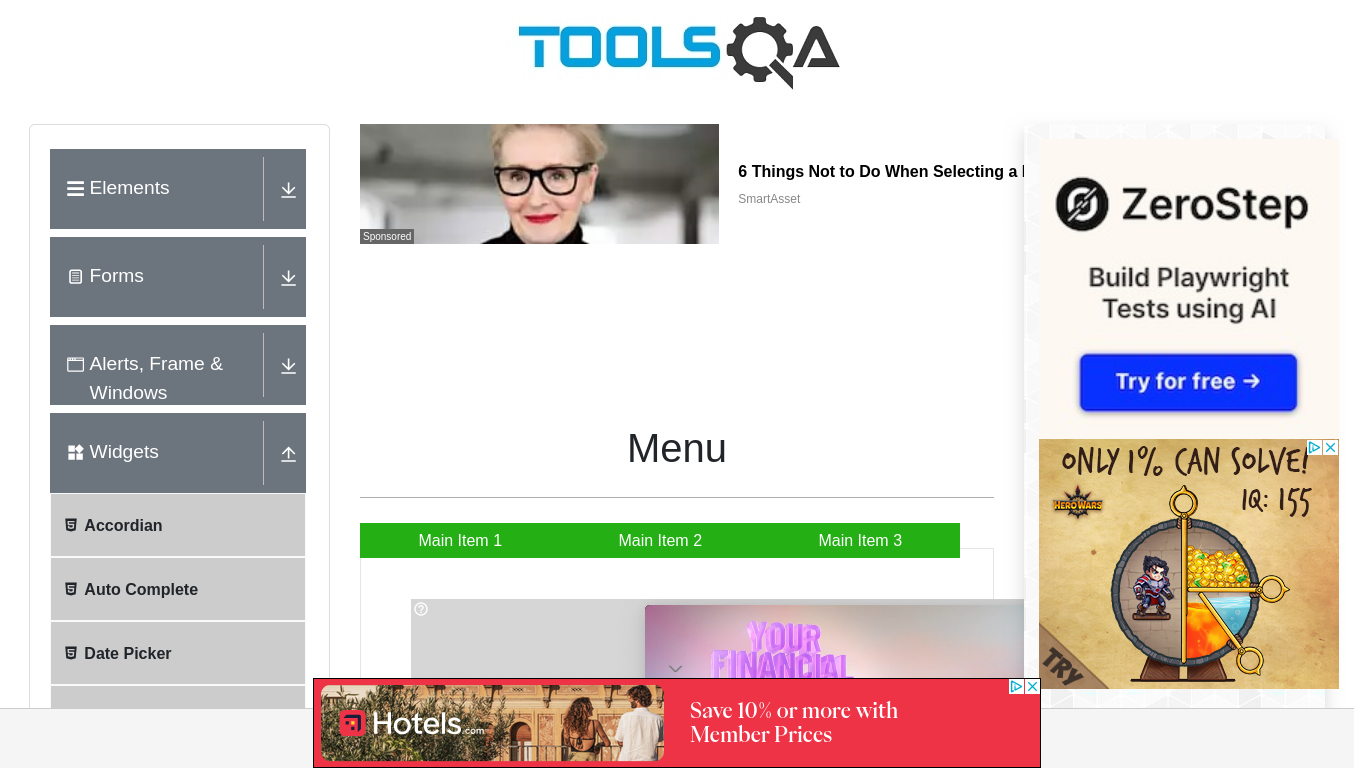 TOOLSQA
Elements
Forms
Alerts, Frame &
Windows
Widgets
Accordian
Auto Complete
Date Picker
Sponsored
6 Things Not to Do When Selecting a
SmartAsset
Menu
Main Item 1
Main Item 2
Main Item 3
YOUR
FINANCIAL
ZeroStep
Build Playwright
Tests using AI
Try for free →
ONLY 1% CAN SOLVE!
IQ: 155
HERO WARS
TRY
Hotels.com
Save 10% or more with
Member Prices